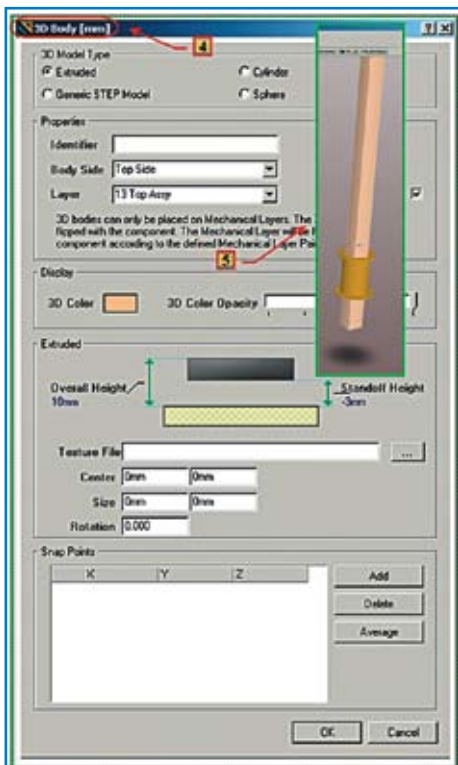 3D Body [mm]
4
3D Model Type
Extruded
Cylinder
Generic STEP Model
Sphere
Properties
Identifier
Body Side Top Side
Layer 13 Top Assy
3D bodies can only be placed on Mechanical Layers. The
flipped with the component. The Mechanical Layer will be
component according to the defined Mechanical Layer Pai
5
Display
3D Color 3D Color Opacity
Extruded
Overall Height
10mm
Standoff Height
-3mm
Texture File ...
Center 0mm 0mm
Size 0mm 0mm
Rotation 0.000
Snap Points
X Y Z
Add
Delete
Average
OK Cancel